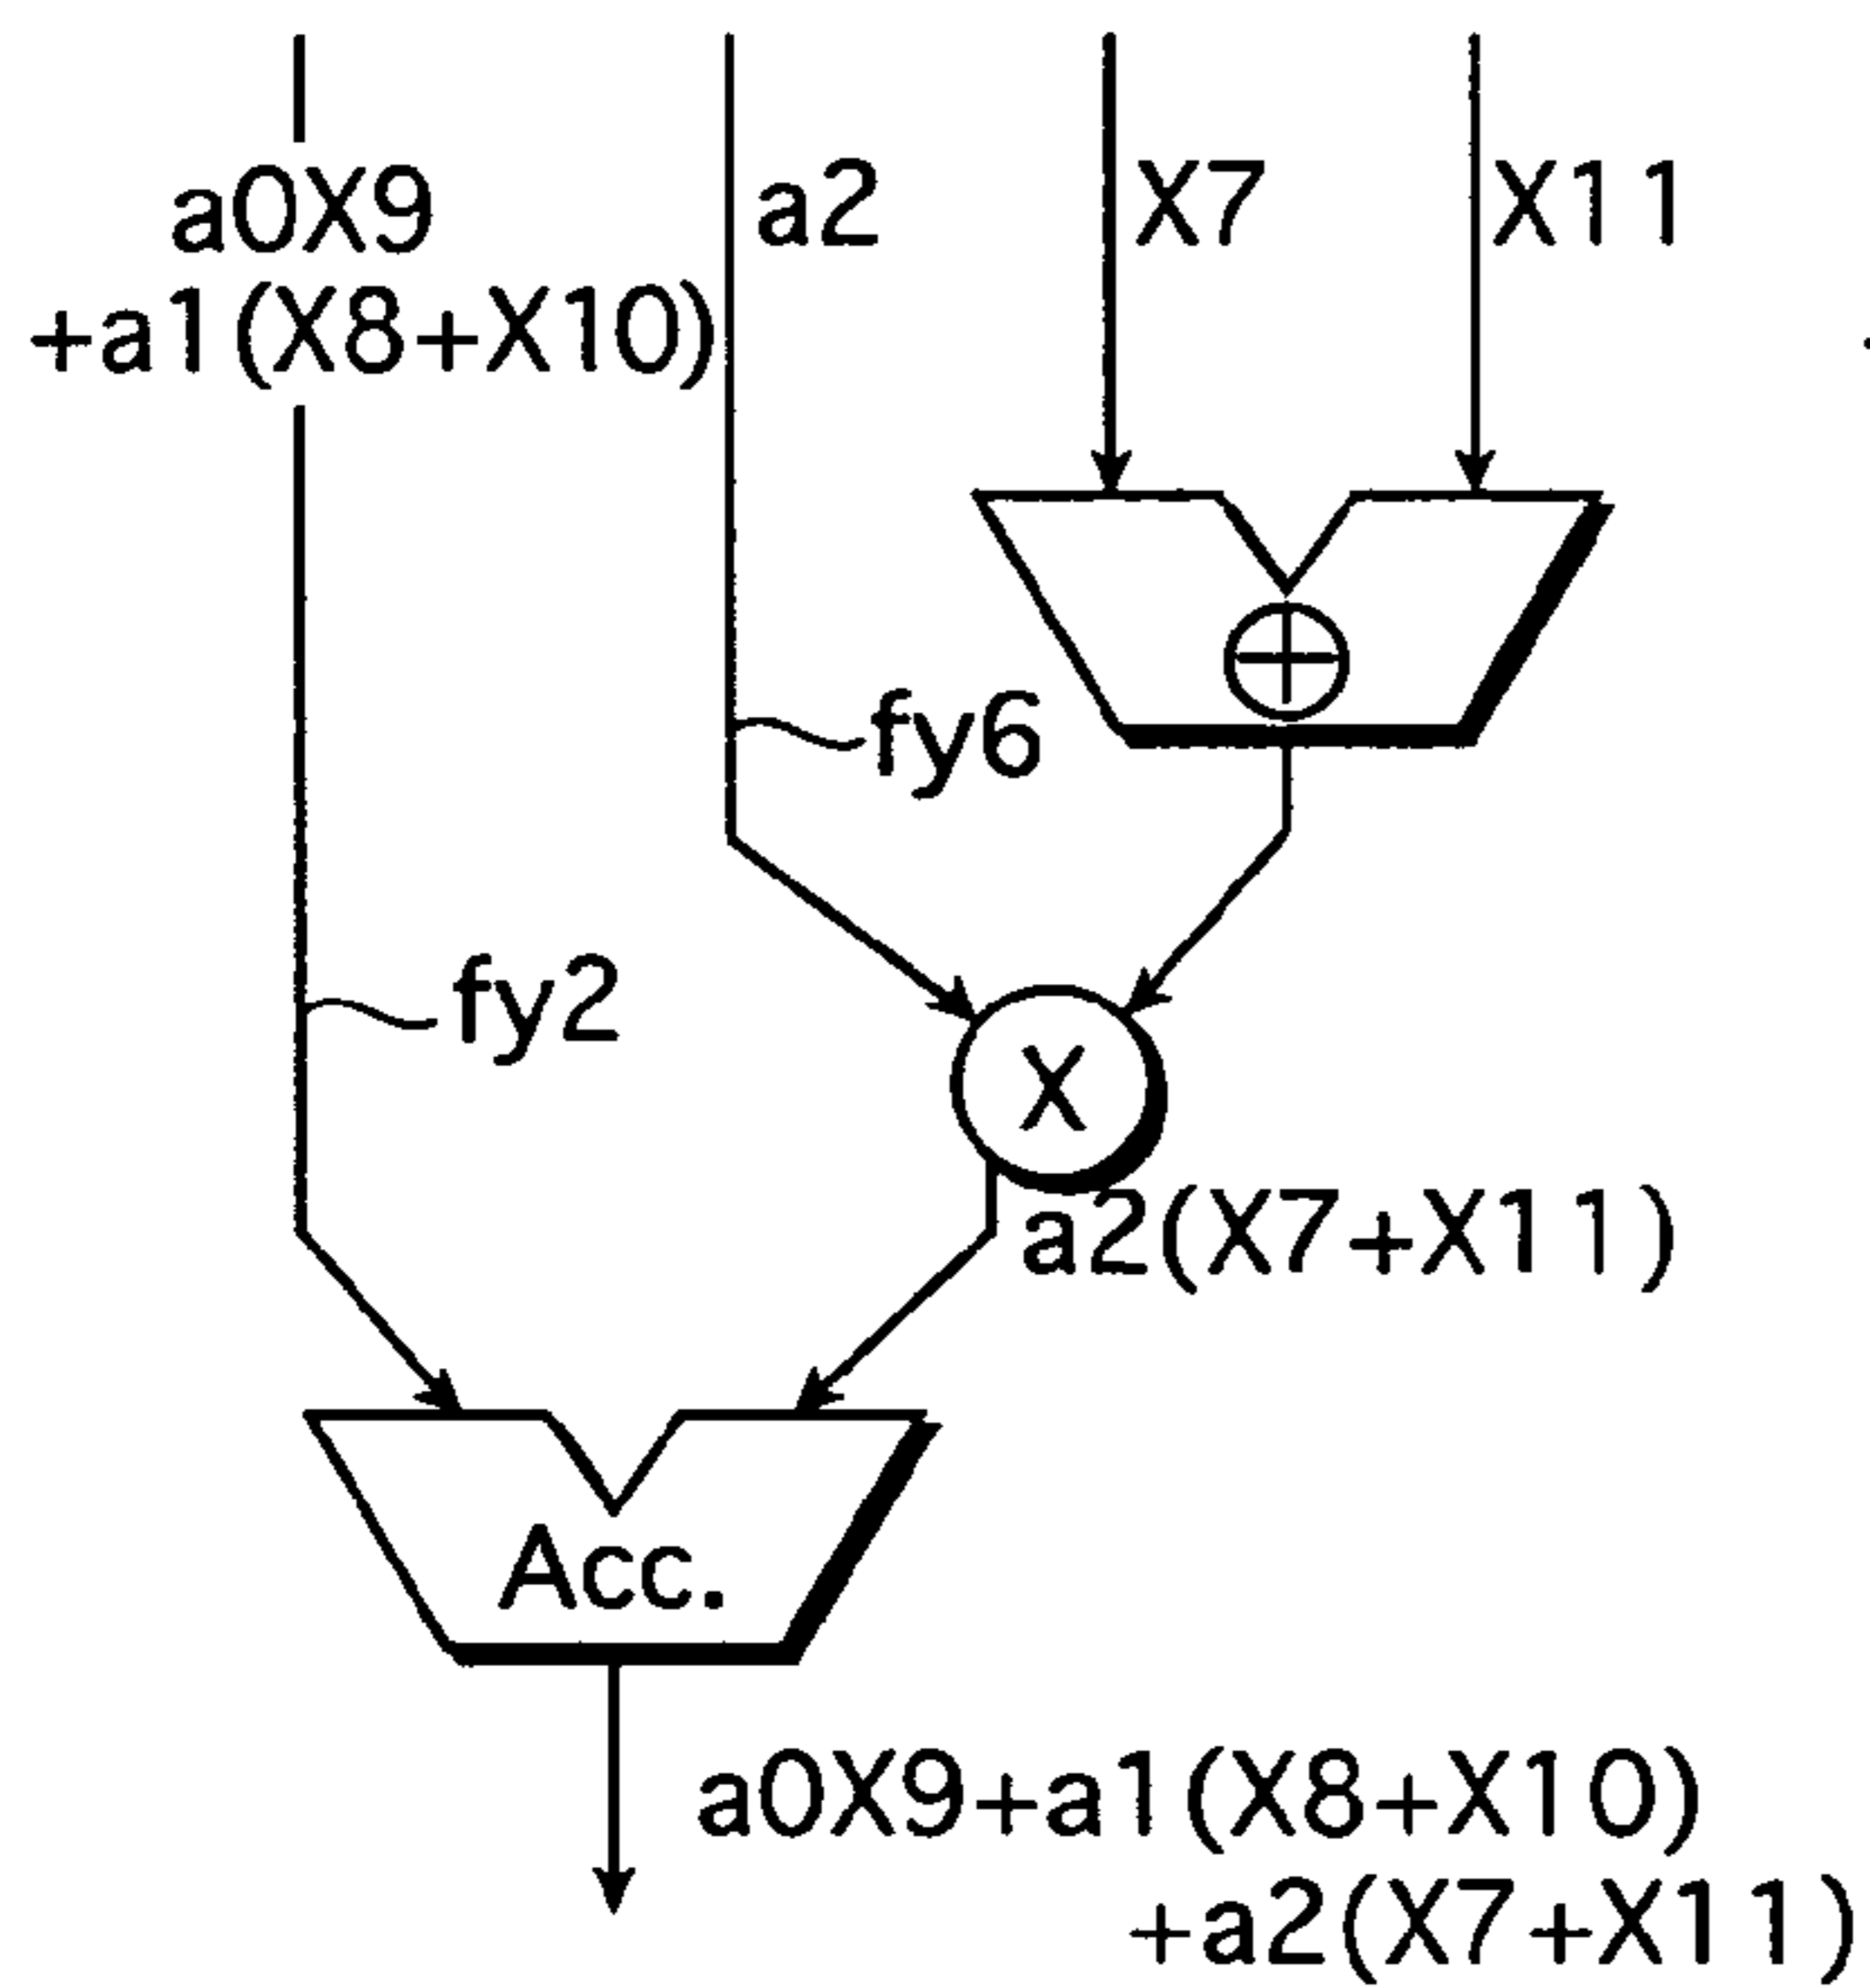 a0X9
+a1(X8+X10)
a2
X7
X11
fy6
fy2
X
a2(X7+X11)
Acc.
a0X9+a1(X8+X10)
+a2(X7+X11)